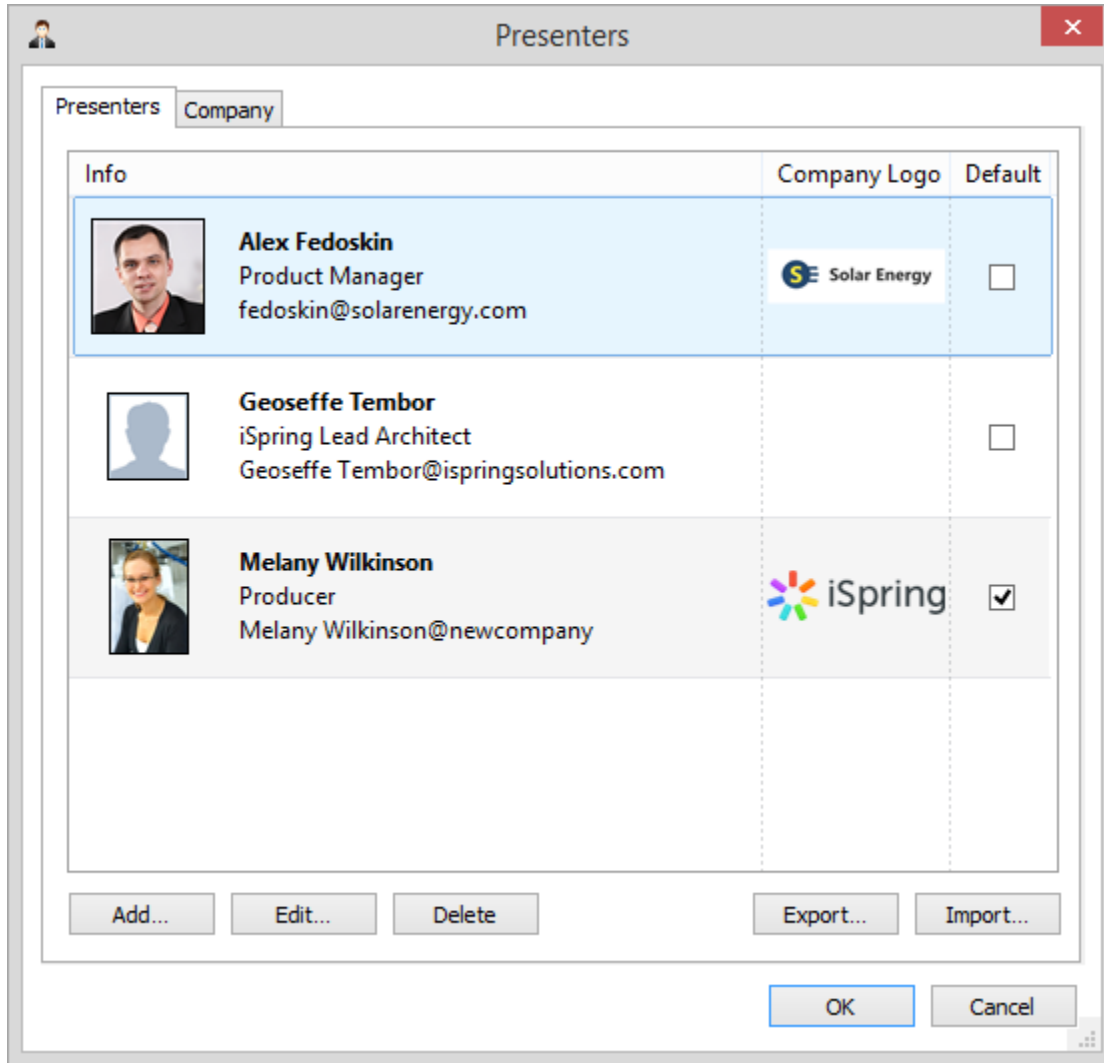 Presenters
Presenters Company
Info Company Logo Default
Alex Fedoskin
Product Manager
fedoskin@solarenergy.com
SE Solar Energy
Geoseffe Tembor
iSpring Lead Architect
Geoseffe Tembor@ispringsolutions.com
Melany Wilkinson
Producer
Melany Wilkinson@newcompany
iSpring
Add... Edit... Delete Export... Import...
OK Cancel